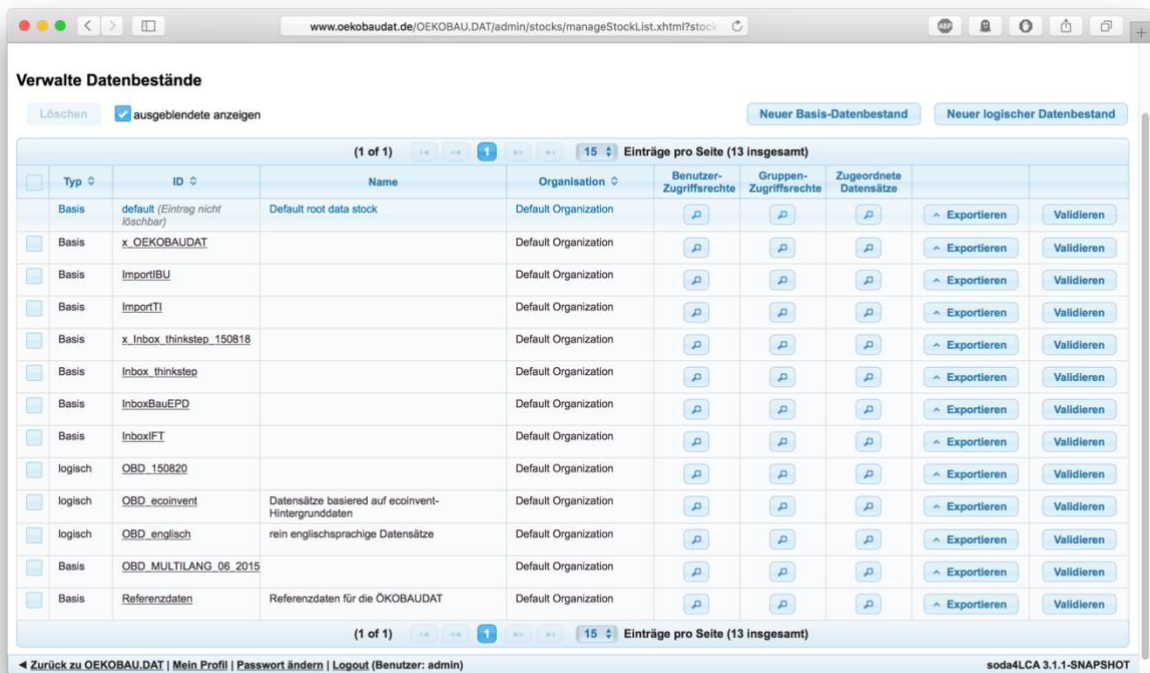 www.oekobaudat.de/OEKOBAU.DAT/admin/stocks/manageStockList.xhtml?stock
ABP
Verwalte Datenbestände
Löschen ausgeblendete anzeigen Neuer Basis-Datenbestand Neuer logischer Datenbestand
(1 of 1) 1 15 Einträge pro Seite (13 insgesamt)
Typ ID Name Organisation Benutzer-Zugriffsrechte Gruppen-Zugriffsrechte Zugeordnete Datensätze
Basis default (Eintrag nicht löschbar) Default root data stock Default Organization Exportieren Validieren
Basis x_OEKOBAUDAT Default Organization Exportieren Validieren
Basis ImportIBU Default Organization Exportieren Validieren
Basis ImportTI Default Organization Exportieren Validieren
Basis x_Inbox_thinkstep_150818 Default Organization Exportieren Validieren
Basis Inbox_thinkstep Default Organization Exportieren Validieren
Basis InboxBauEPD Default Organization Exportieren Validieren
Basis InboxIFT Default Organization Exportieren Validieren
logisch OBD_150820 Default Organization Exportieren Validieren
logisch OBD_ecoinvent Datensätze basiered auf ecoinvent-Hintergrunddaten Default Organization Exportieren Validieren
logisch OBD_englisch rein englischsprachige Datensätze Default Organization Exportieren Validieren
Basis OBD_MULTILANG_06_2015 Default Organization Exportieren Validieren
Basis Referenzdaten Referenzdaten für die ÖKOBAUDAT Default Organization Exportieren Validieren
(1 of 1) 1 15 Einträge pro Seite (13 insgesamt)
Zurück zu OEKOBAU.DAT | Mein Profil | Passwort ändern | Logout (Benutzer: admin) soda4LCA 3.1.1-SNAPSHOT